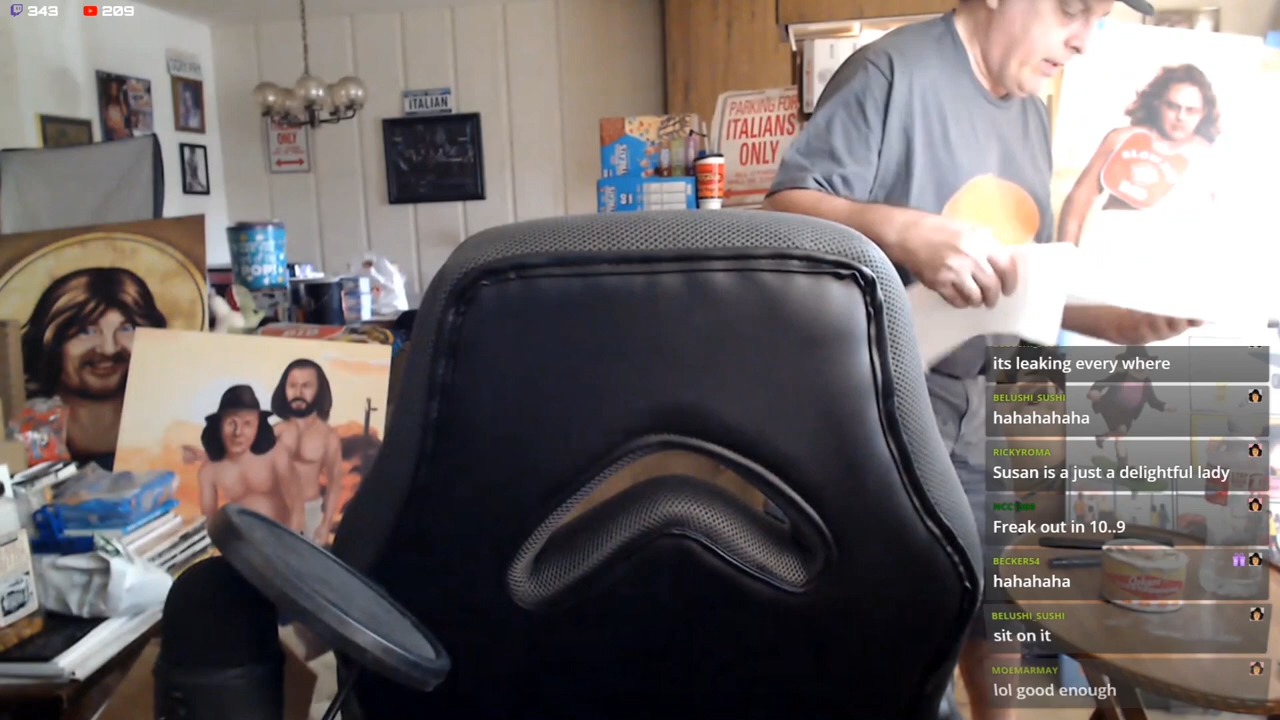 343 209
ITALIAN
ONLY
PARKING FOR
ITALIANS
ONLY
POP!
its leaking every where
BELUSHI_SUSHI
hahahahaha
RICKYROMA
Susan is a just a delightful lady
Freak out in 10..9
BECKER54
hahahaha
BELUSHI_SUSHI
sit on it
MOEMARMAY
lol good enough